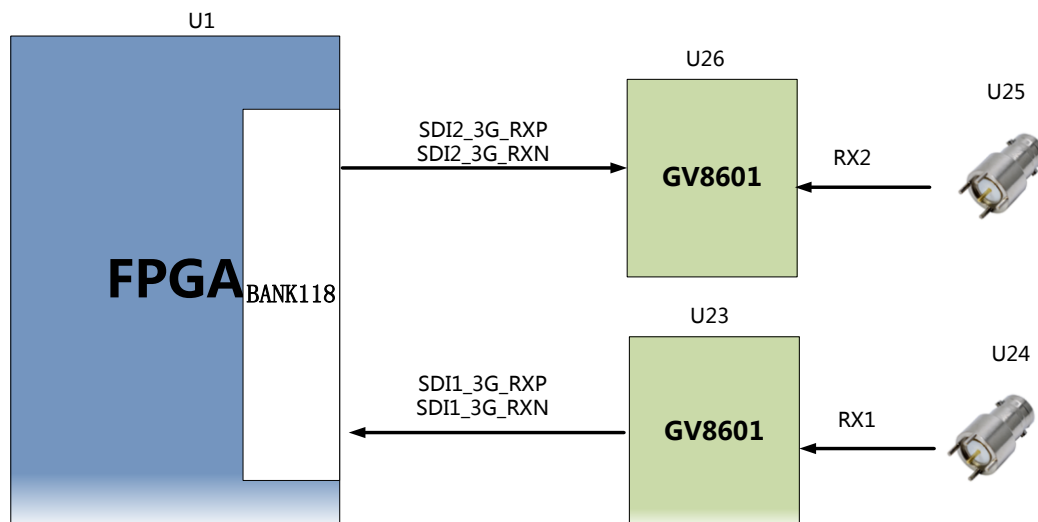 U1
U26
U25
SDI2_3G_RXP
SDI2_3G_RXN
GV8601
RX2
FPGA
BANK118
U23
U24
SDI1_3G_RXP
SDI1_3G_RXN
GV8601
RX1